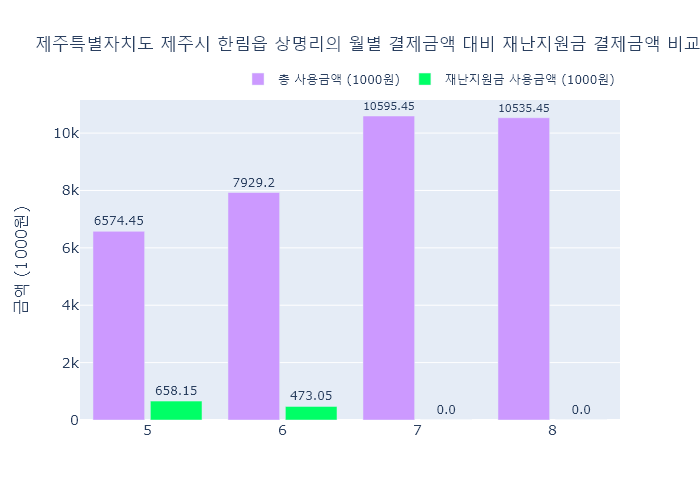 제주특별자치도 제주시 한림읍 상명리의 월별 결제금액 대비 재난지원금 결제금액 비교
총 사용금액 (1000원) 재난지원금 사용금액 (1000원)
금액 (1000원)
10k
8k
6k
4k
2k
0
6574.45
658.15
7929.2
473.05
10595.45
0.0
10535.45
0.0
5 6 7 8